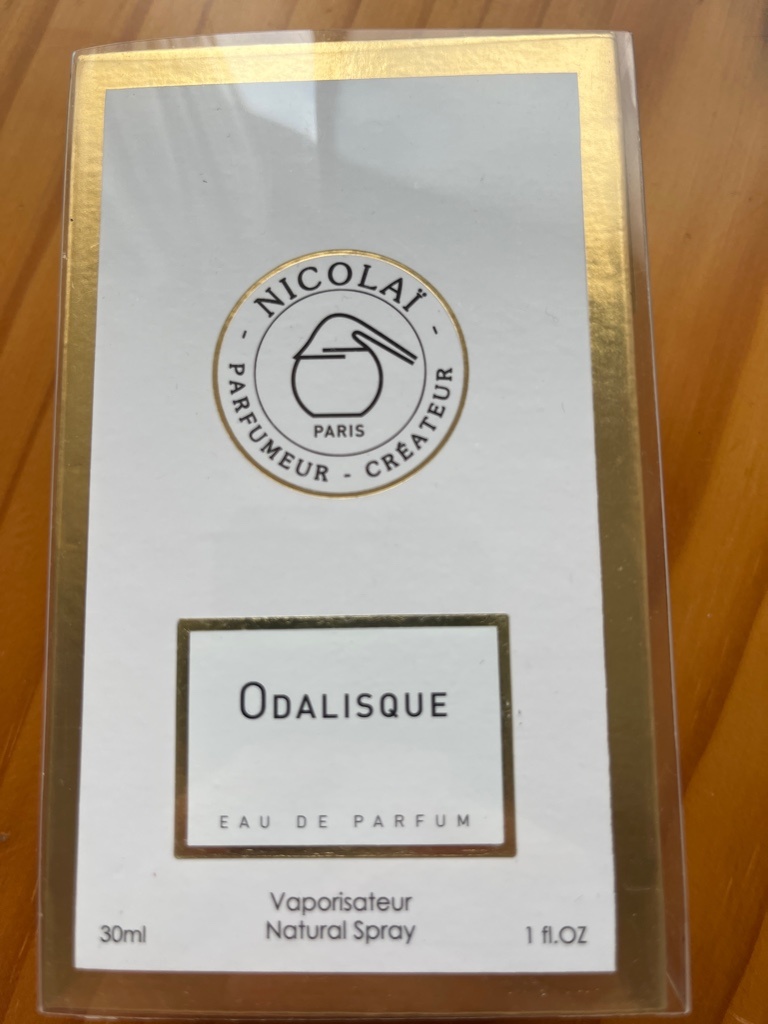 - NICOLAÏ -
PARFUMEUR - CRÉATEUR
PARIS
ODALISQUE
EAU DE PARFUM
Vaporisateur
30ml Natural Spray 1 fl.OZ